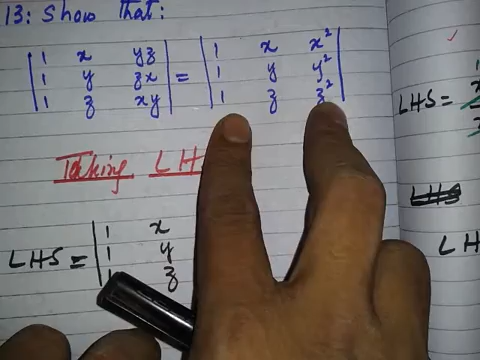 13: Show that:
| 1 x yz | = | 1 x x² |
| 1 y zx | = | 1 y y² |
| 1 z xy | = | 1 z z² |
Taking LH
LHS = | 1 x
| 1 y
| 1 z
LHS =
LHS
LH